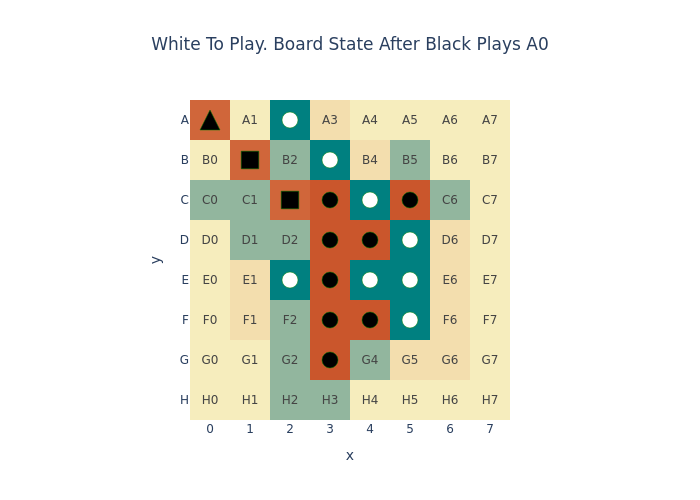 White To Play. Board State After Black Plays A0
A A1 A3 A4 A5 A6 A7
B B0 B2 B4 B5 B6 B7
C C0 C1 C6 C7
D D0 D1 D2 D6 D7
E E0 E1 E6 E7
F F0 F1 F2 F6 F7
G G0 G1 G2 G4 G5 G6 G7
H H0 H1 H2 H3 H4 H5 H6 H7
0 1 2 3 4 5 6 7
x
y